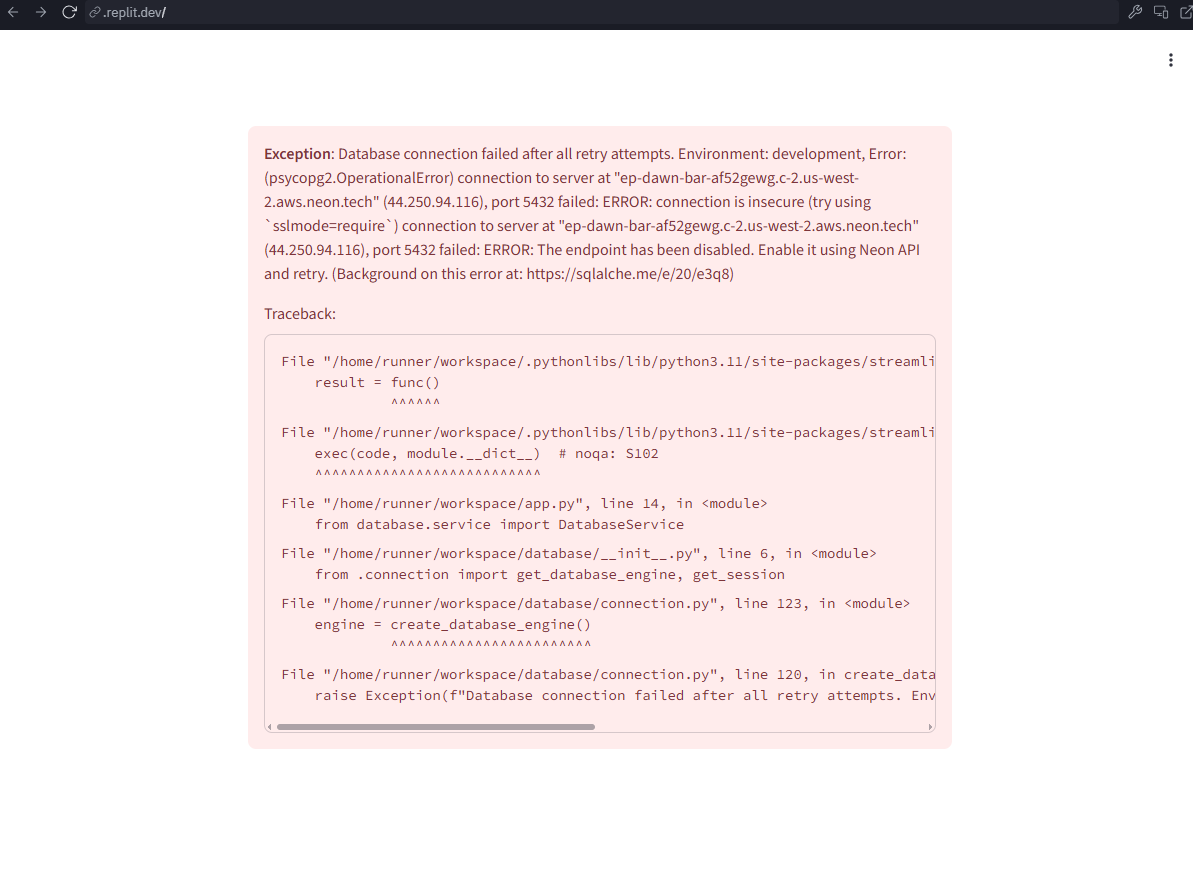 .replit.dev/
Exception: Database connection failed after all retry attempts. Environment: development, Error:
(psycopg2.OperationalError) connection to server at "ep-dawn-bar-af52gewg.c-2.us-west-
2.aws.neon.tech" (44.250.94.116), port 5432 failed: ERROR: connection is insecure (try using
`sslmode=require`) connection to server at "ep-dawn-bar-af52gewg.c-2.us-west-2.aws.neon.tech"
(44.250.94.116), port 5432 failed: ERROR: The endpoint has been disabled. Enable it using Neon API
and retry. (Background on this error at: https://sqlalche.me/e/20/e3q8)
Traceback:
File "/home/runner/workspace/.pythonlibs/lib/python3.11/site-packages/streamli
result = func()
^^^^^^
File "/home/runner/workspace/.pythonlibs/lib/python3.11/site-packages/streamli
exec(code, module.__dict__)  # noqa: S102
^^^^^^^^^^^^^^^^^^^^^^^^^^^
File "/home/runner/workspace/app.py", line 14, in <module>
from database.service import DatabaseService
File "/home/runner/workspace/database/__init__.py", line 6, in <module>
from .connection import get_database_engine, get_session
File "/home/runner/workspace/database/connection.py", line 123, in <module>
engine = create_database_engine()
^^^^^^^^^^^^^^^^^^^^^^^^
File "/home/runner/workspace/database/connection.py", line 120, in create_data
raise Exception(f"Database connection failed after all retry attempts. Env